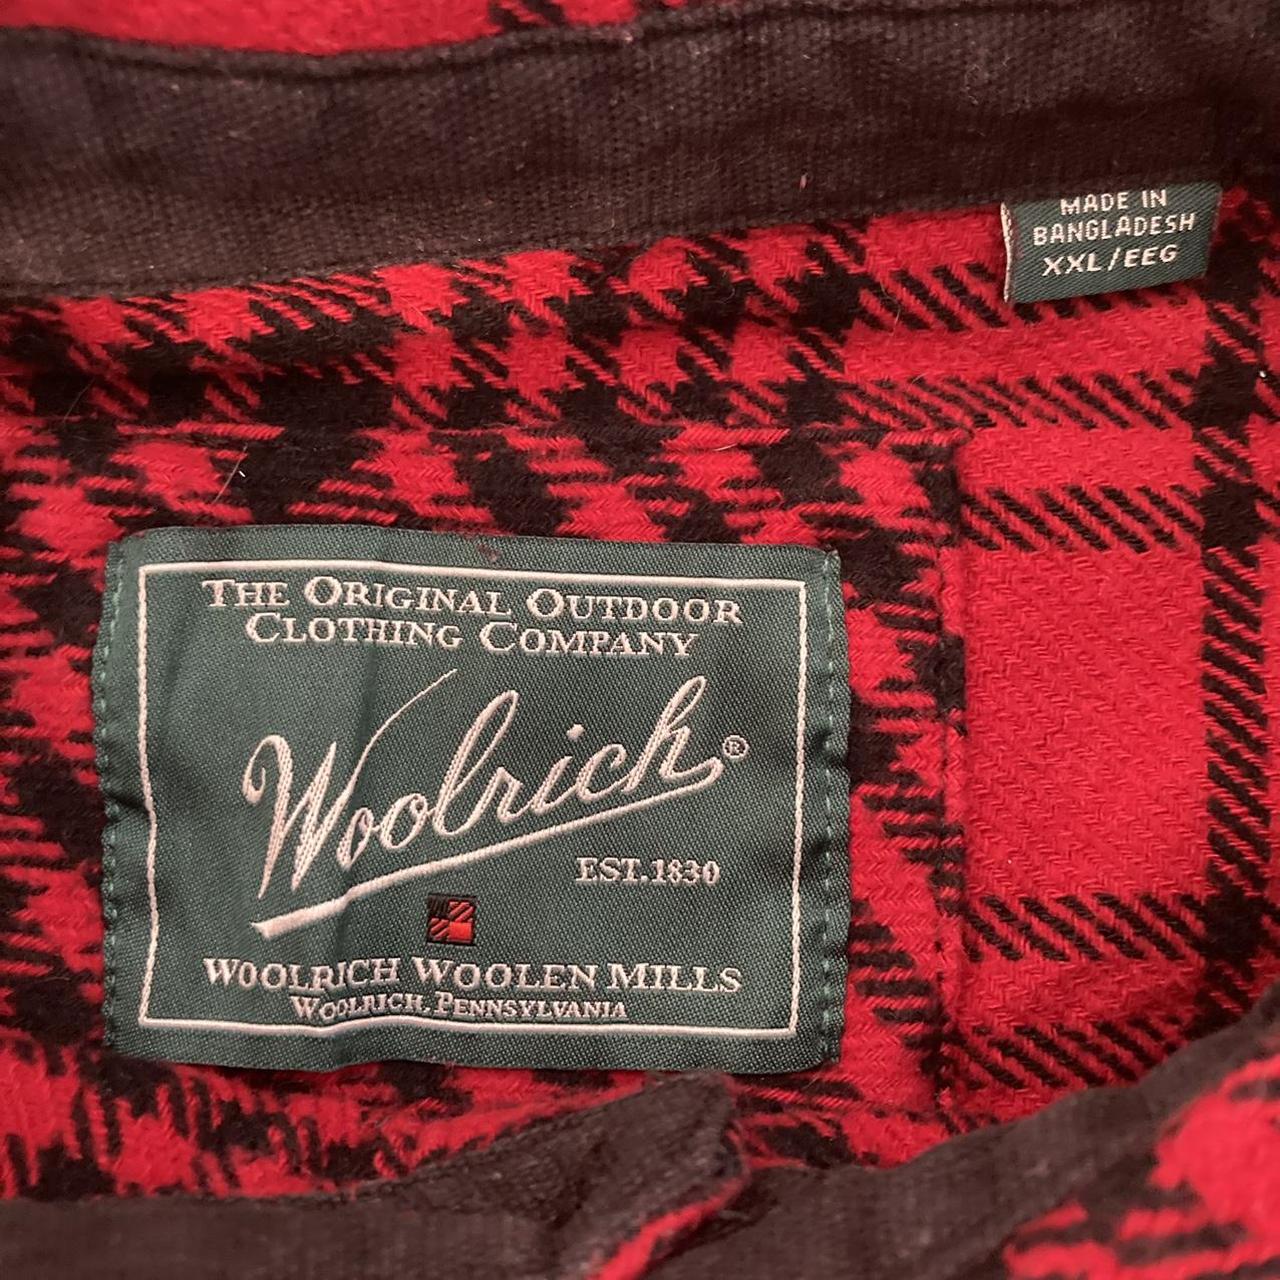 MADE IN
BANGLADESH
XXL/EEG
THE ORIGINAL OUTDOOR
CLOTHING COMPANY
Woolrich®
EST. 1830
WOOLRICH WOOLEN MILLS
WOOLRICH, PENNSYLVANIA